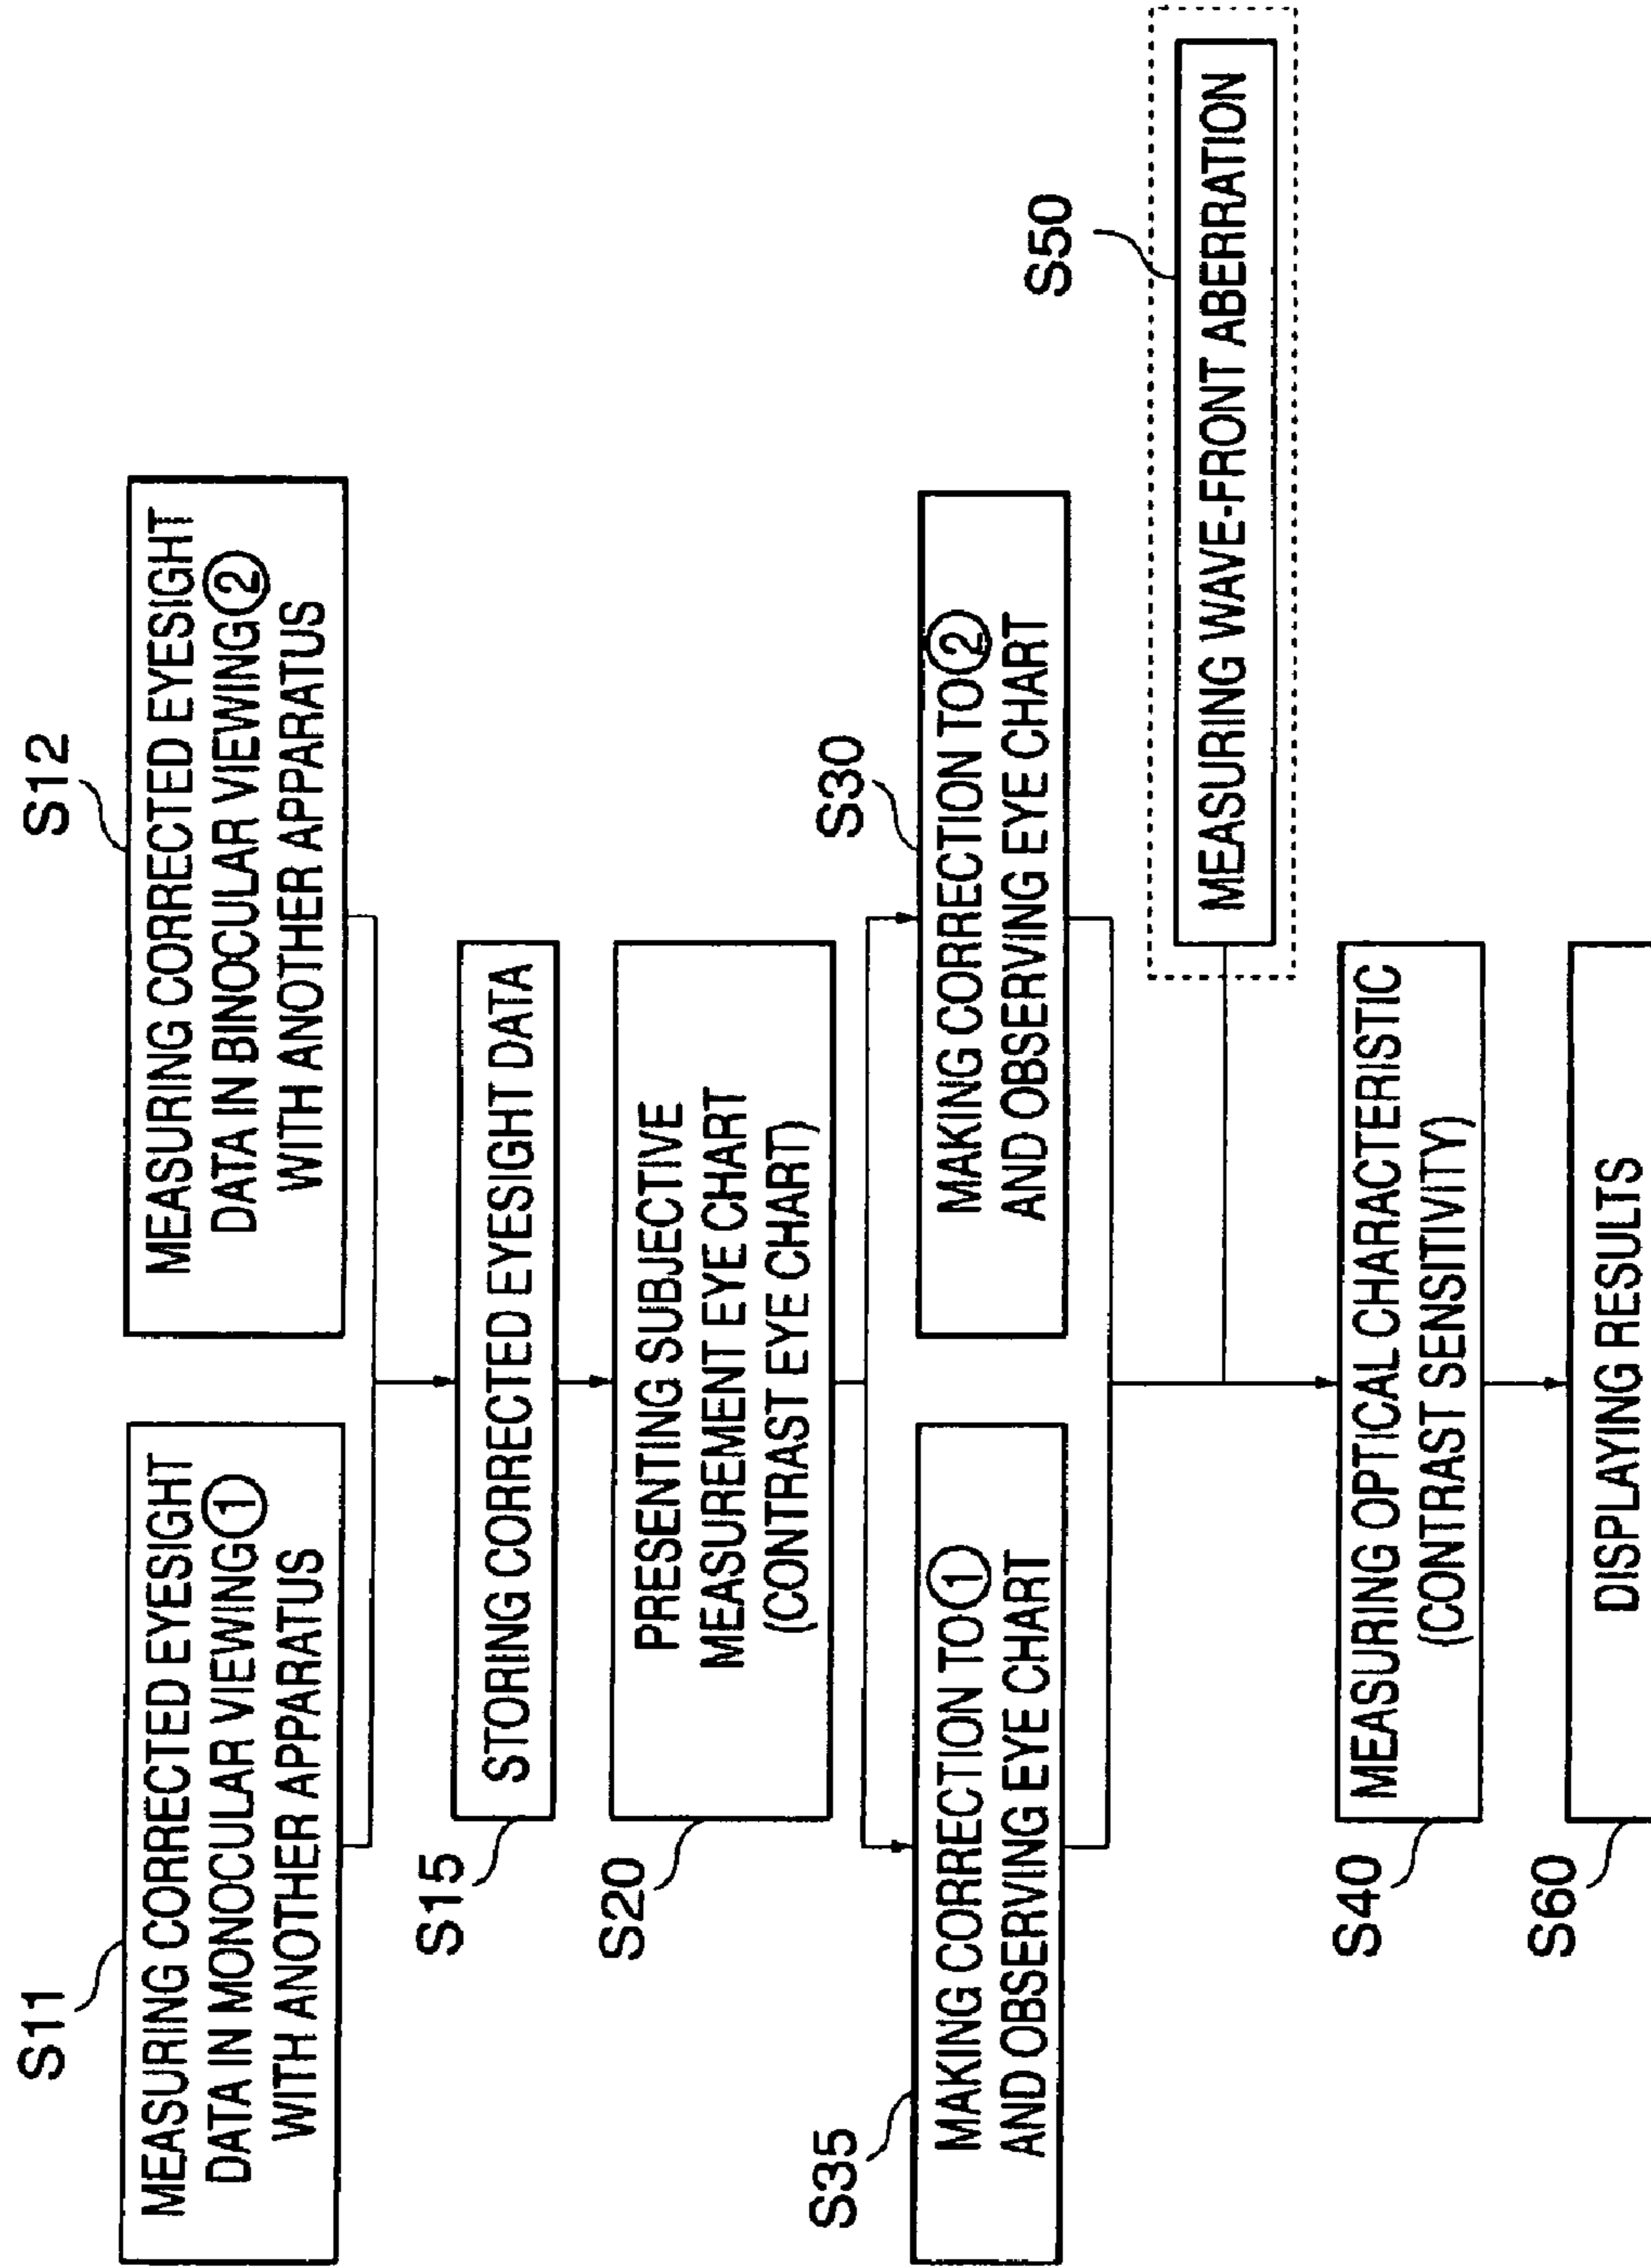 S11
MEASURING CORRECTED EYESIGHT
DATA IN MONOCULAR VIEWING①
WITH ANOTHER APPARATUS
S12
MEASURING CORRECTED EYESIGHT
DATA IN BINOCULAR VIEWING②
WITH ANOTHER APPARATUS
S15
STORING CORRECTED EYESIGHT DATA
S20
PRESENTING SUBJECTIVE
MEASUREMENT EYE CHART
(CONTRAST EYE CHART)
S35
MAKING CORRECTION TO①
AND OBSERVING EYE CHART
S30
MAKING CORRECTION TO②
AND OBSERVING EYE CHART
S50
MEASURING WAVE-FRONT ABERRATION
S40
MEASURING OPTICAL CHARACTERISTIC
(CONTRAST SENSITIVITY)
S60
DISPLAYING RESULTS